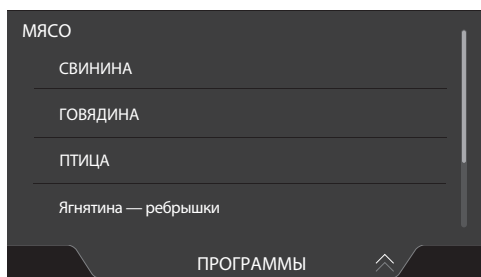 МЯСО
СВИНИНА
ГОВЯДИНА
ПТИЦА
Ягнятина — ребрышки
ПРОГРАММЫ